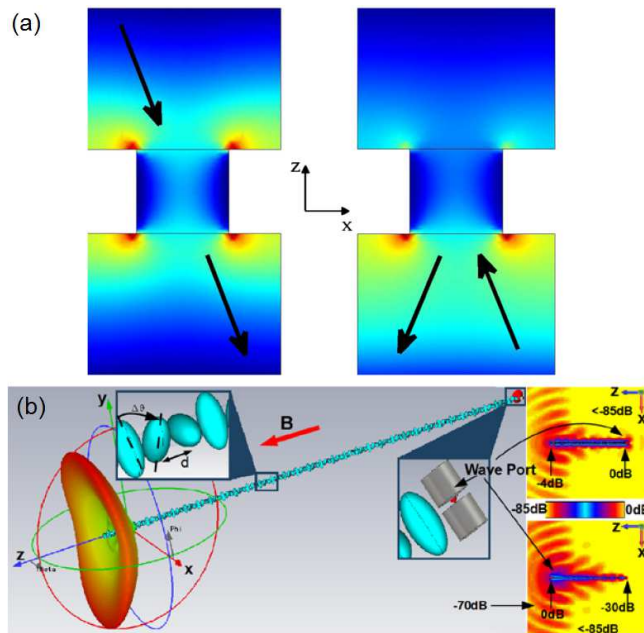 (a)
z
x
(b)
y
Δθ
d
B
Wave Port
z
Theta
Phi
x
Z
X
<-85dB
-4dB
0dB
-85dB
0dB
Z
X
-70dB
0dB
-30dB
<-85dB